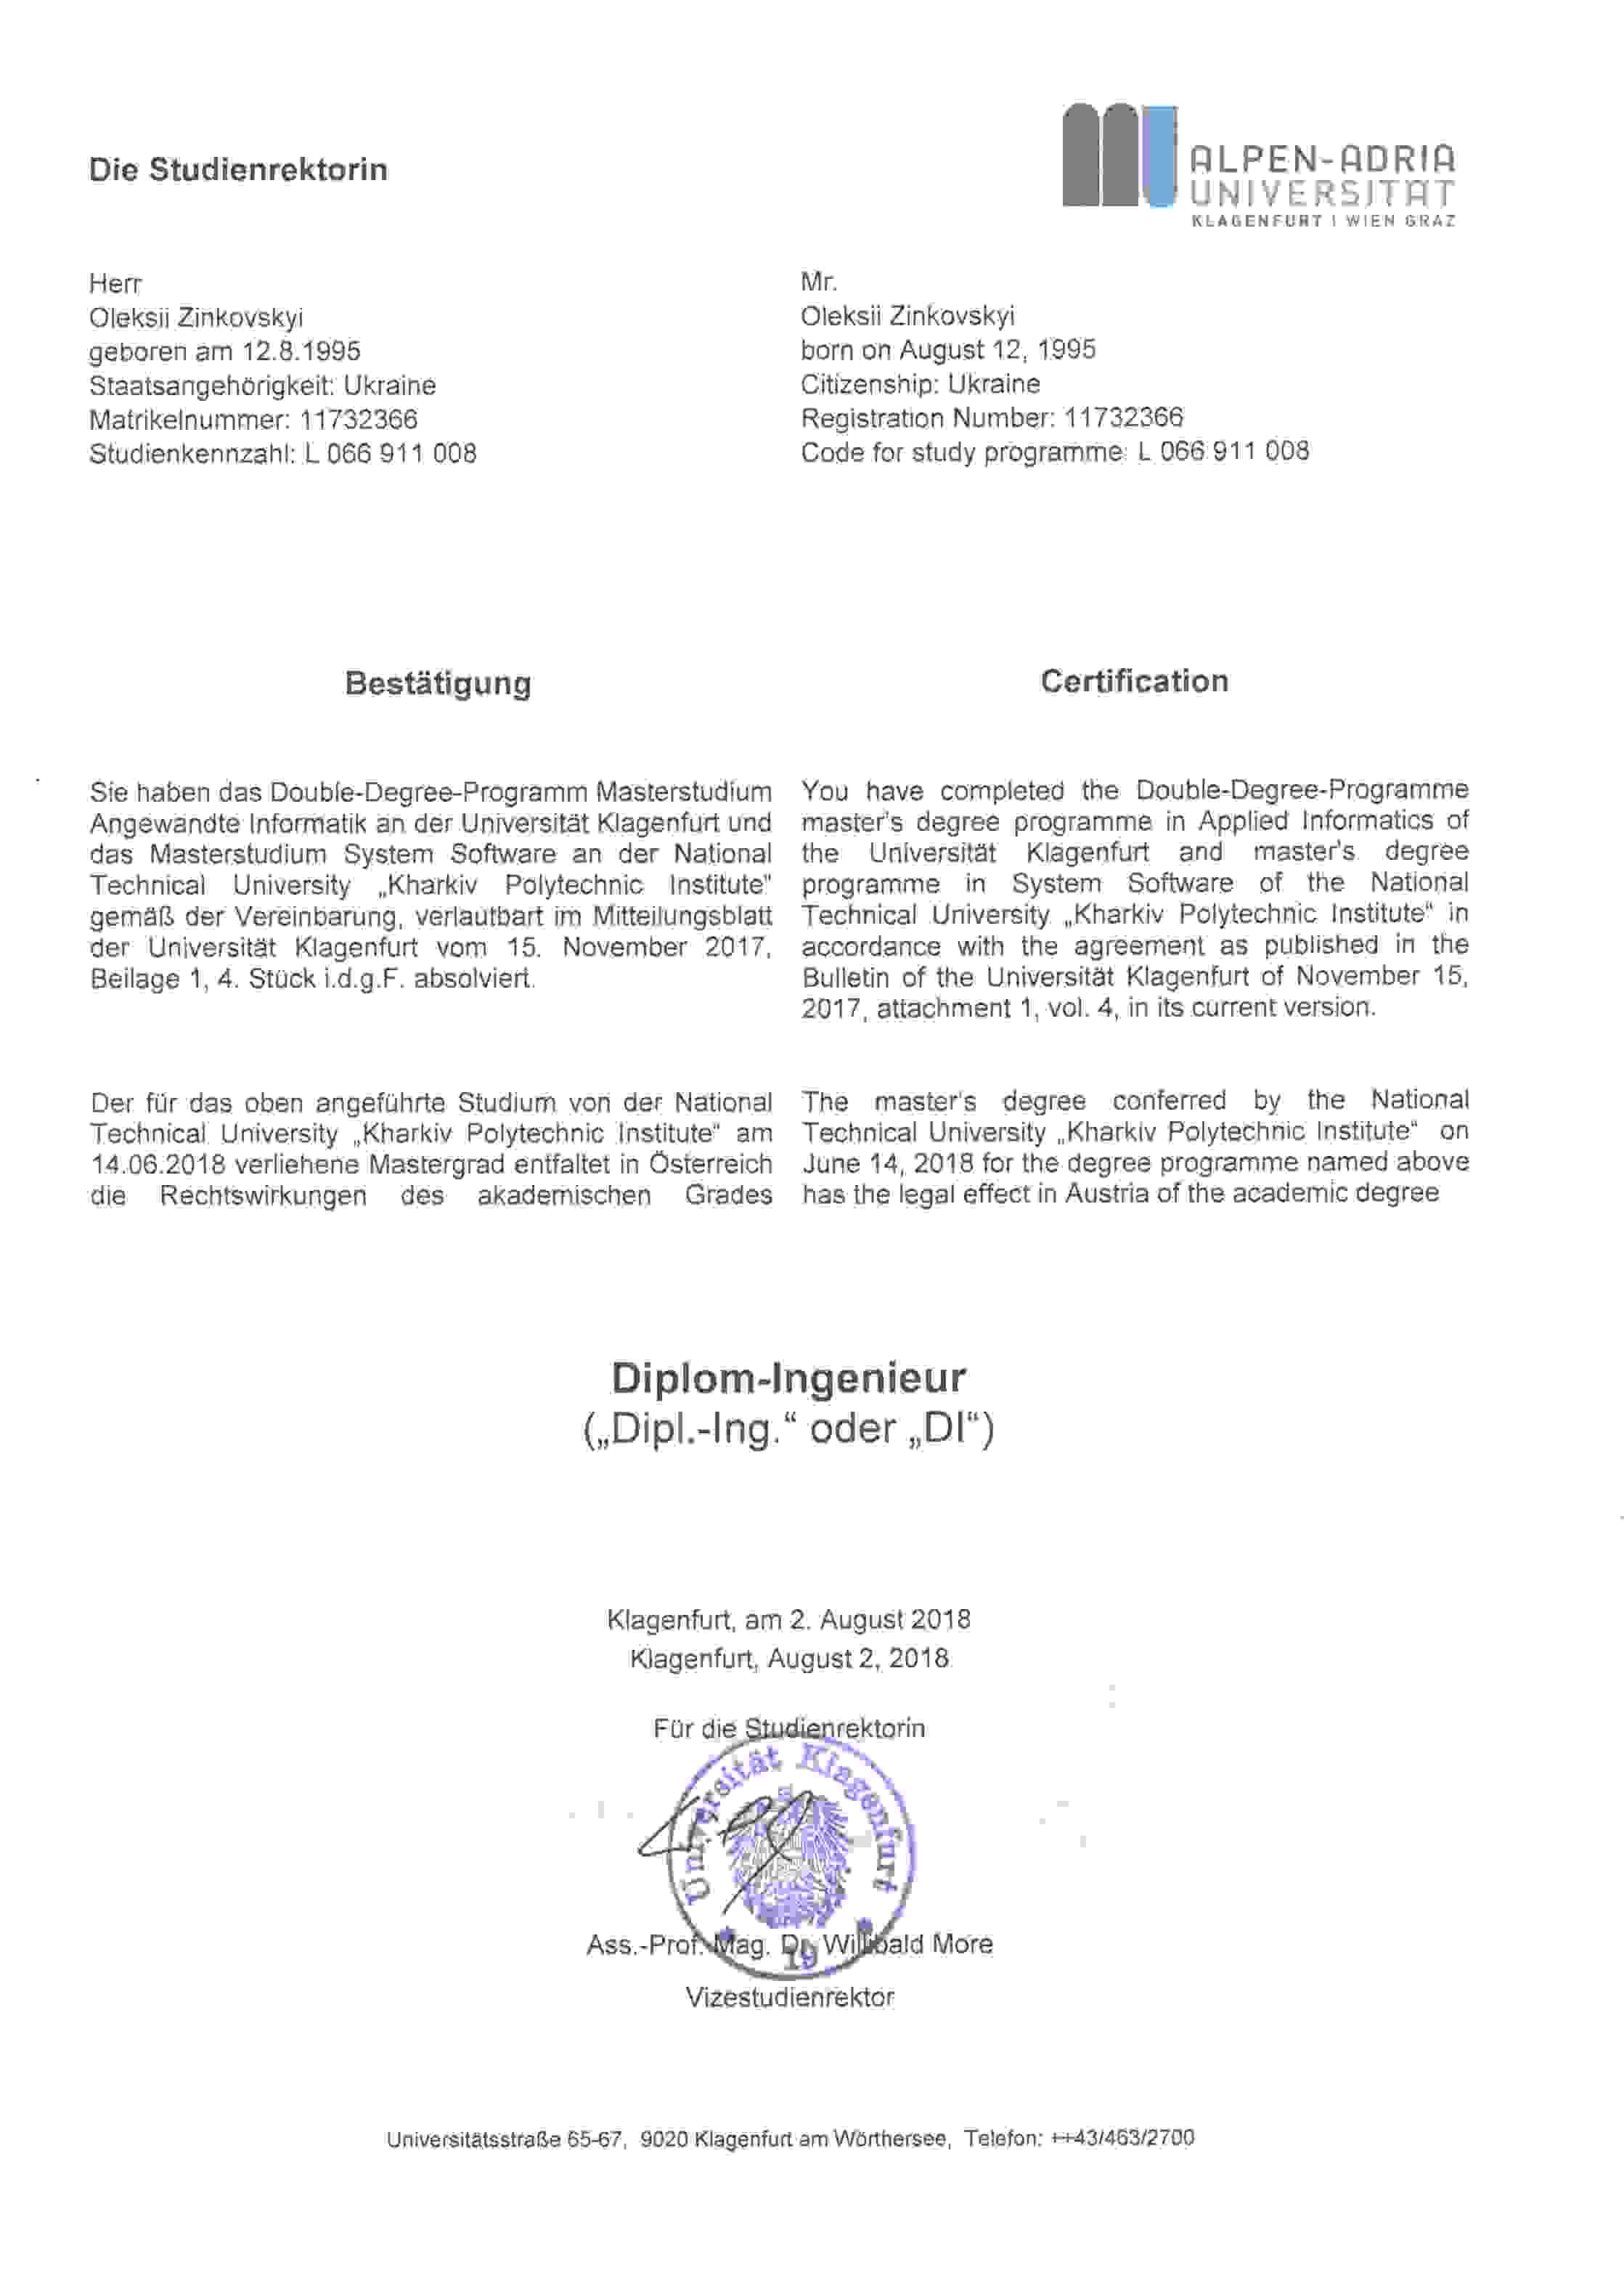 Die Studienrektorin
ALPEN-ADRIA
UNIVERSITÄT
KLAGENFURT | WIEN GRAZ
Herr
Oleksii Zinkovskyi
geboren am 12.8.1995
Staatsangehörigkeit: Ukraine
Matrikelnummer: 11732366
Studienkennzahl: L 066 911 008
Mr.
Oleksii Zinkovskyi
born on August 12, 1995
Citizenship: Ukraine
Registration Number: 11732366
Code for study programme: L 066 911 008
Bestätigung
Sie haben das Double-Degree-Programm Masterstudium
Angewandte Informatik an der Universität Klagenfurt und
das Masterstudium System Software an der National
Technical University „Kharkiv Polytechnic Institute“
gemäß der Vereinbarung, verlautbart im Mitteilungsblatt
der Universität Klagenfurt vom 15. November 2017,
Beilage 1, 4. Stück i.d.g.F. absolviert.
Der für das oben angeführte Studium von der National
Technical University „Kharkiv Polytechnic Institute“ am
14.06.2018 verliehene Mastergrad entfaltet in Österreich
die Rechtswirkungen des akademischen Grades
Certification
You have completed the Double-Degree-Programme
master's degree programme in Applied Informatics of
the Universität Klagenfurt and master's degree
programme in System Software of the National
Technical University „Kharkiv Polytechnic Institute“ in
accordance with the agreement as published in the
Bulletin of the Universität Klagenfurt of November 15,
2017, attachment 1, vol. 4, in its current version.
The master's degree conferred by the National
Technical University „Kharkiv Polytechnic Institute“ on
June 14, 2018 for the degree programme named above
has the legal effect in Austria of the academic degree
Diplom-Ingenieur
(„Dipl.-Ing.“ oder „DI“)
Klagenfurt, am 2. August 2018
Klagenfurt, August 2, 2018
Für die Studienrektorin
Universität Klagenfurt
19
Ass.-Prof. Mag. Dr. Willibald More
Vizestudienrektor
Universitätsstraße 65-67, 9020 Klagenfurt am Wörthersee, Telefon: ++43/463/2700